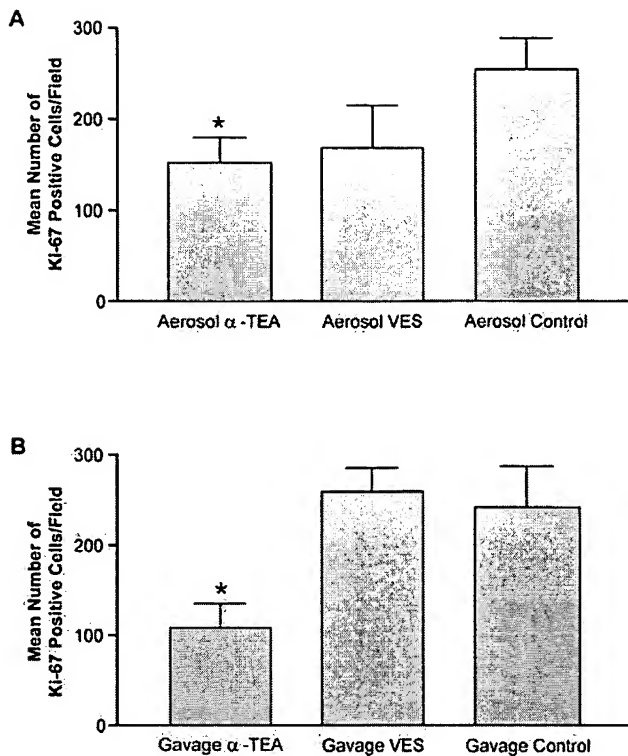 A
Mean Number of
Ki-67 Positive Cells/Field
300
200
100
0
*
Aerosol α-TEA
Aerosol VES
Aerosol Control
B
Mean Number of
Ki-67 Positive Cells/Field
300
200
100
0
*
Gavage α-TEA
Gavage VES
Gavage Control